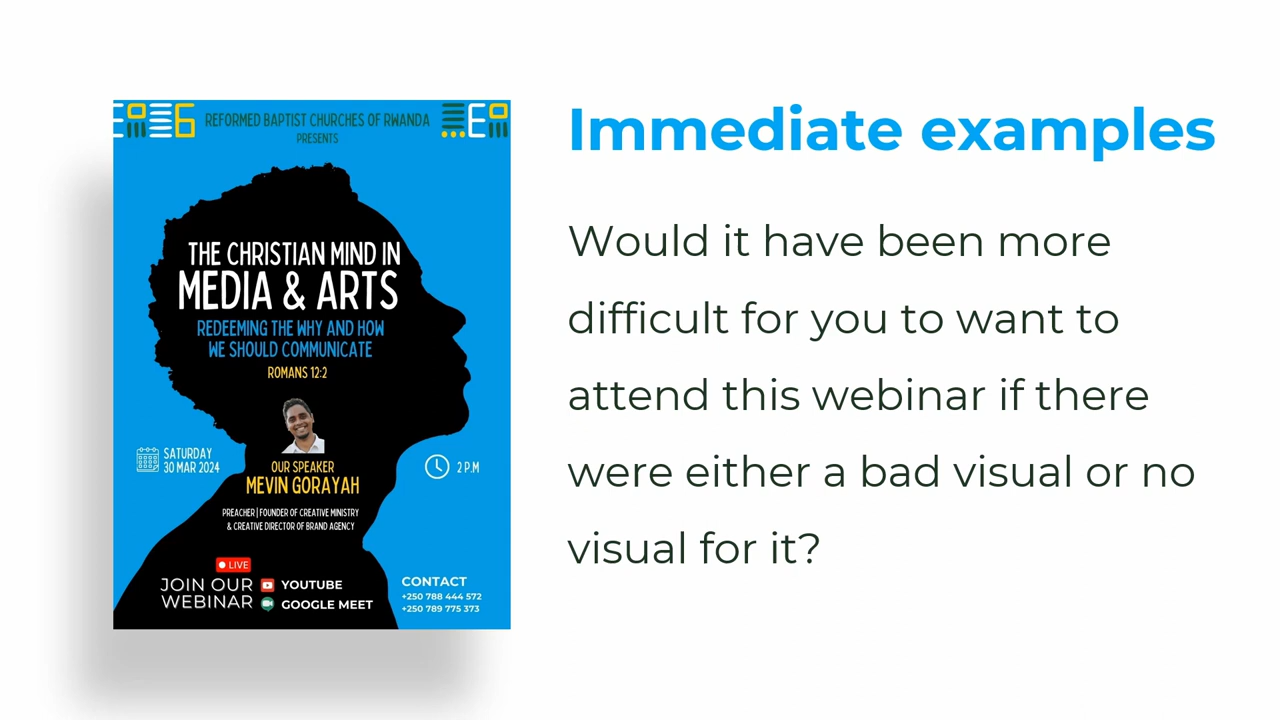 REFORMED BAPTIST CHURCHES OF RWANDA
PRESENTS
THE CHRISTIAN MIND IN
MEDIA & ARTS
REDEEMING THE WHY AND HOW
WE SHOULD COMMUNICATE
ROMANS 12:2
SATURDAY
30 MAR 2024
2 P.M
OUR SPEAKER
MEVIN GORAYAH
PREACHER | FOUNDER OF CREATIVE MINISTRY
& CREATIVE DIRECTOR OF BRAND AGENCY
LIVE
JOIN OUR
WEBINAR
YOUTUBE
GOOGLE MEET
CONTACT
+250 788 444 572
+250 789 775 373
Immediate examples
Would it have been more
difficult for you to want to
attend this webinar if there
were either a bad visual or no
visual for it?